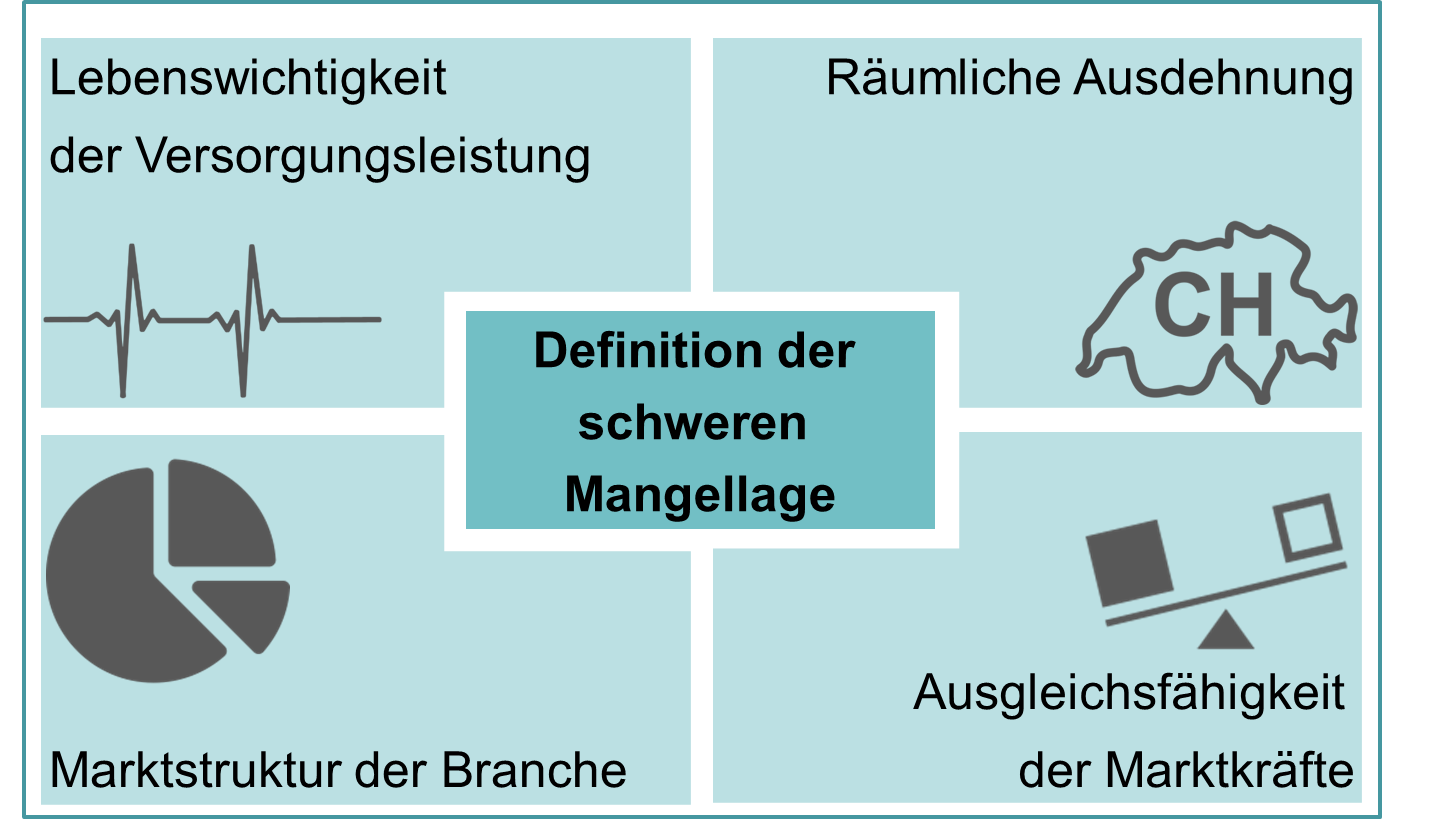 Lebenswichtigkeit
der Versorgungsleistung
Räumliche Ausdehnung
CH
Definition der
schweren
Mangellage
Marktstruktur der Branche
Ausgleichsfähigkeit
der Marktkräfte